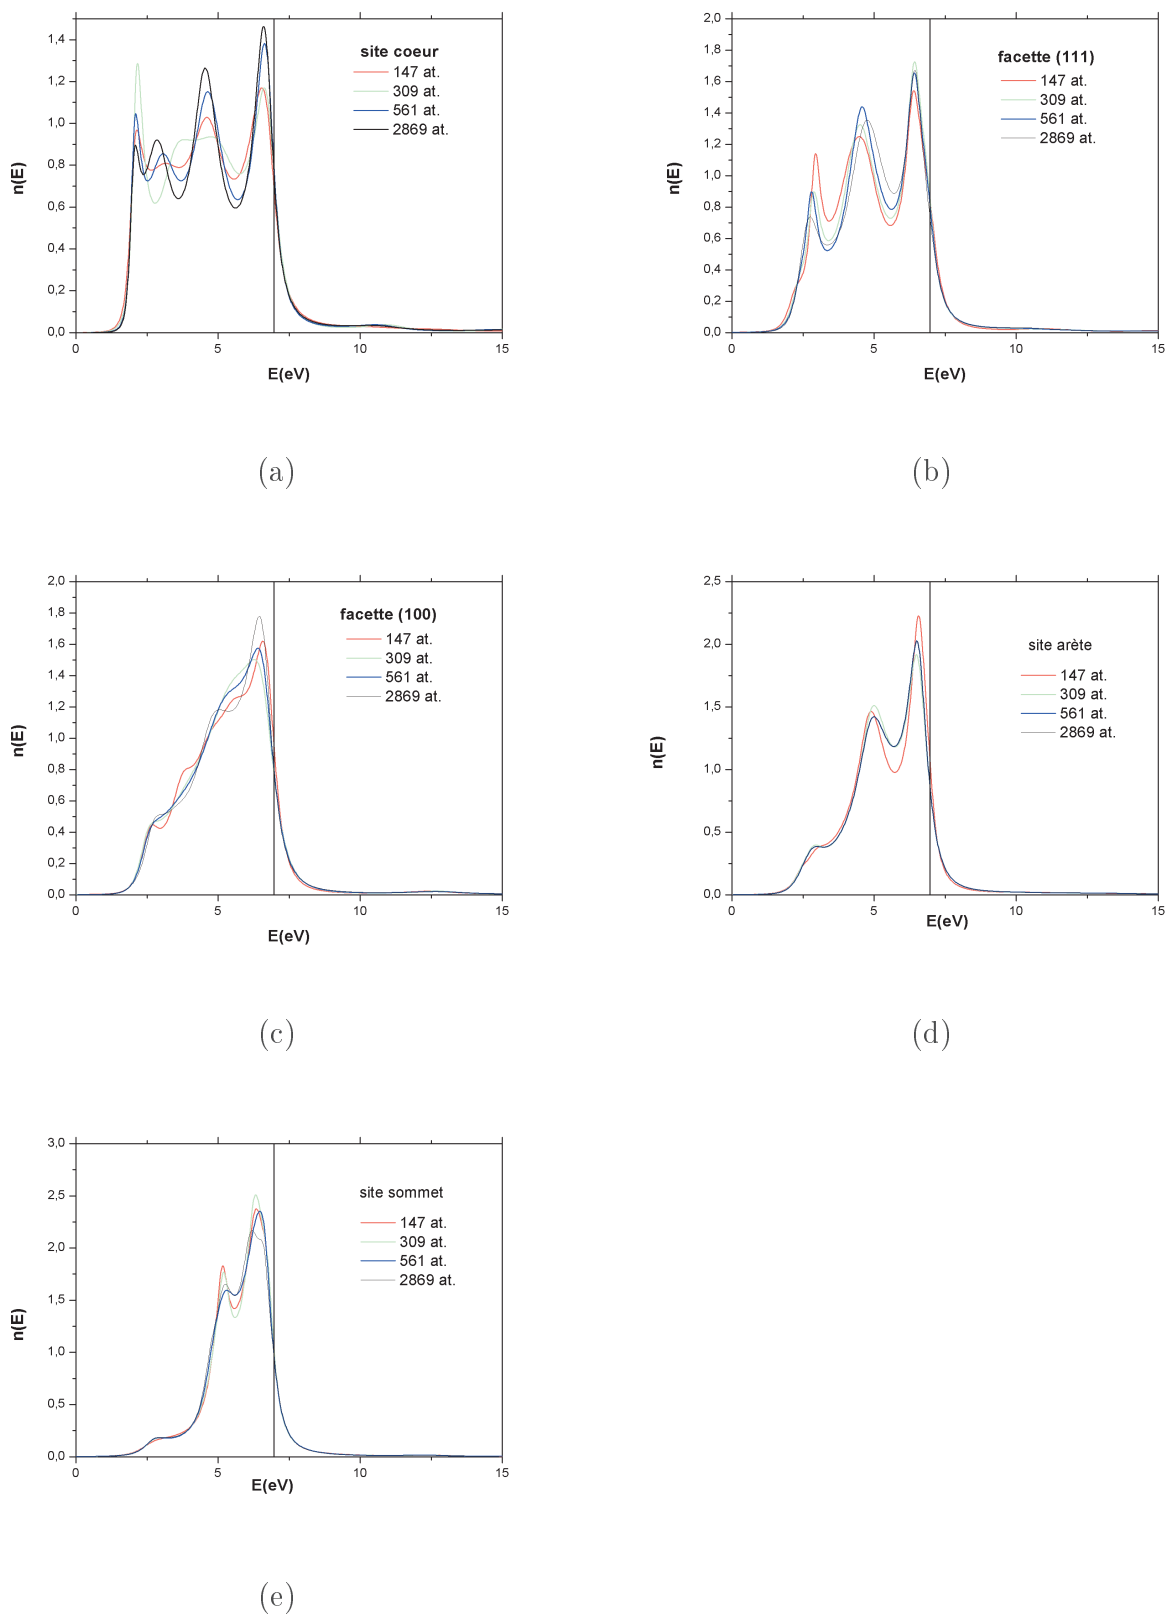 site coeur
147 at.
309 at.
561 at.
2869 at.
n(E)
1,4
1,2
1,0
0,8
0,6
0,4
0,2
0,0
0
5
10
15
E(eV)
(a)
facette (111)
147 at.
309 at.
561 at.
2869 at.
n(E)
2,0
1,8
1,6
1,4
1,2
1,0
0,8
0,6
0,4
0,2
0,0
0
5
10
15
E(eV)
(b)
facette (100)
147 at.
309 at.
561 at.
2869 at.
n(E)
2,0
1,8
1,6
1,4
1,2
1,0
0,8
0,6
0,4
0,2
0,0
0
5
10
15
E(eV)
(c)
site arète
147 at.
309 at.
561 at.
2869 at.
n(E)
2,5
2,0
1,5
1,0
0,5
0,0
0
5
10
15
E(eV)
(d)
site sommet
147 at.
309 at.
561 at.
2869 at.
n(E)
3,0
2,5
2,0
1,5
1,0
0,5
0,0
0
5
10
15
E(eV)
(e)